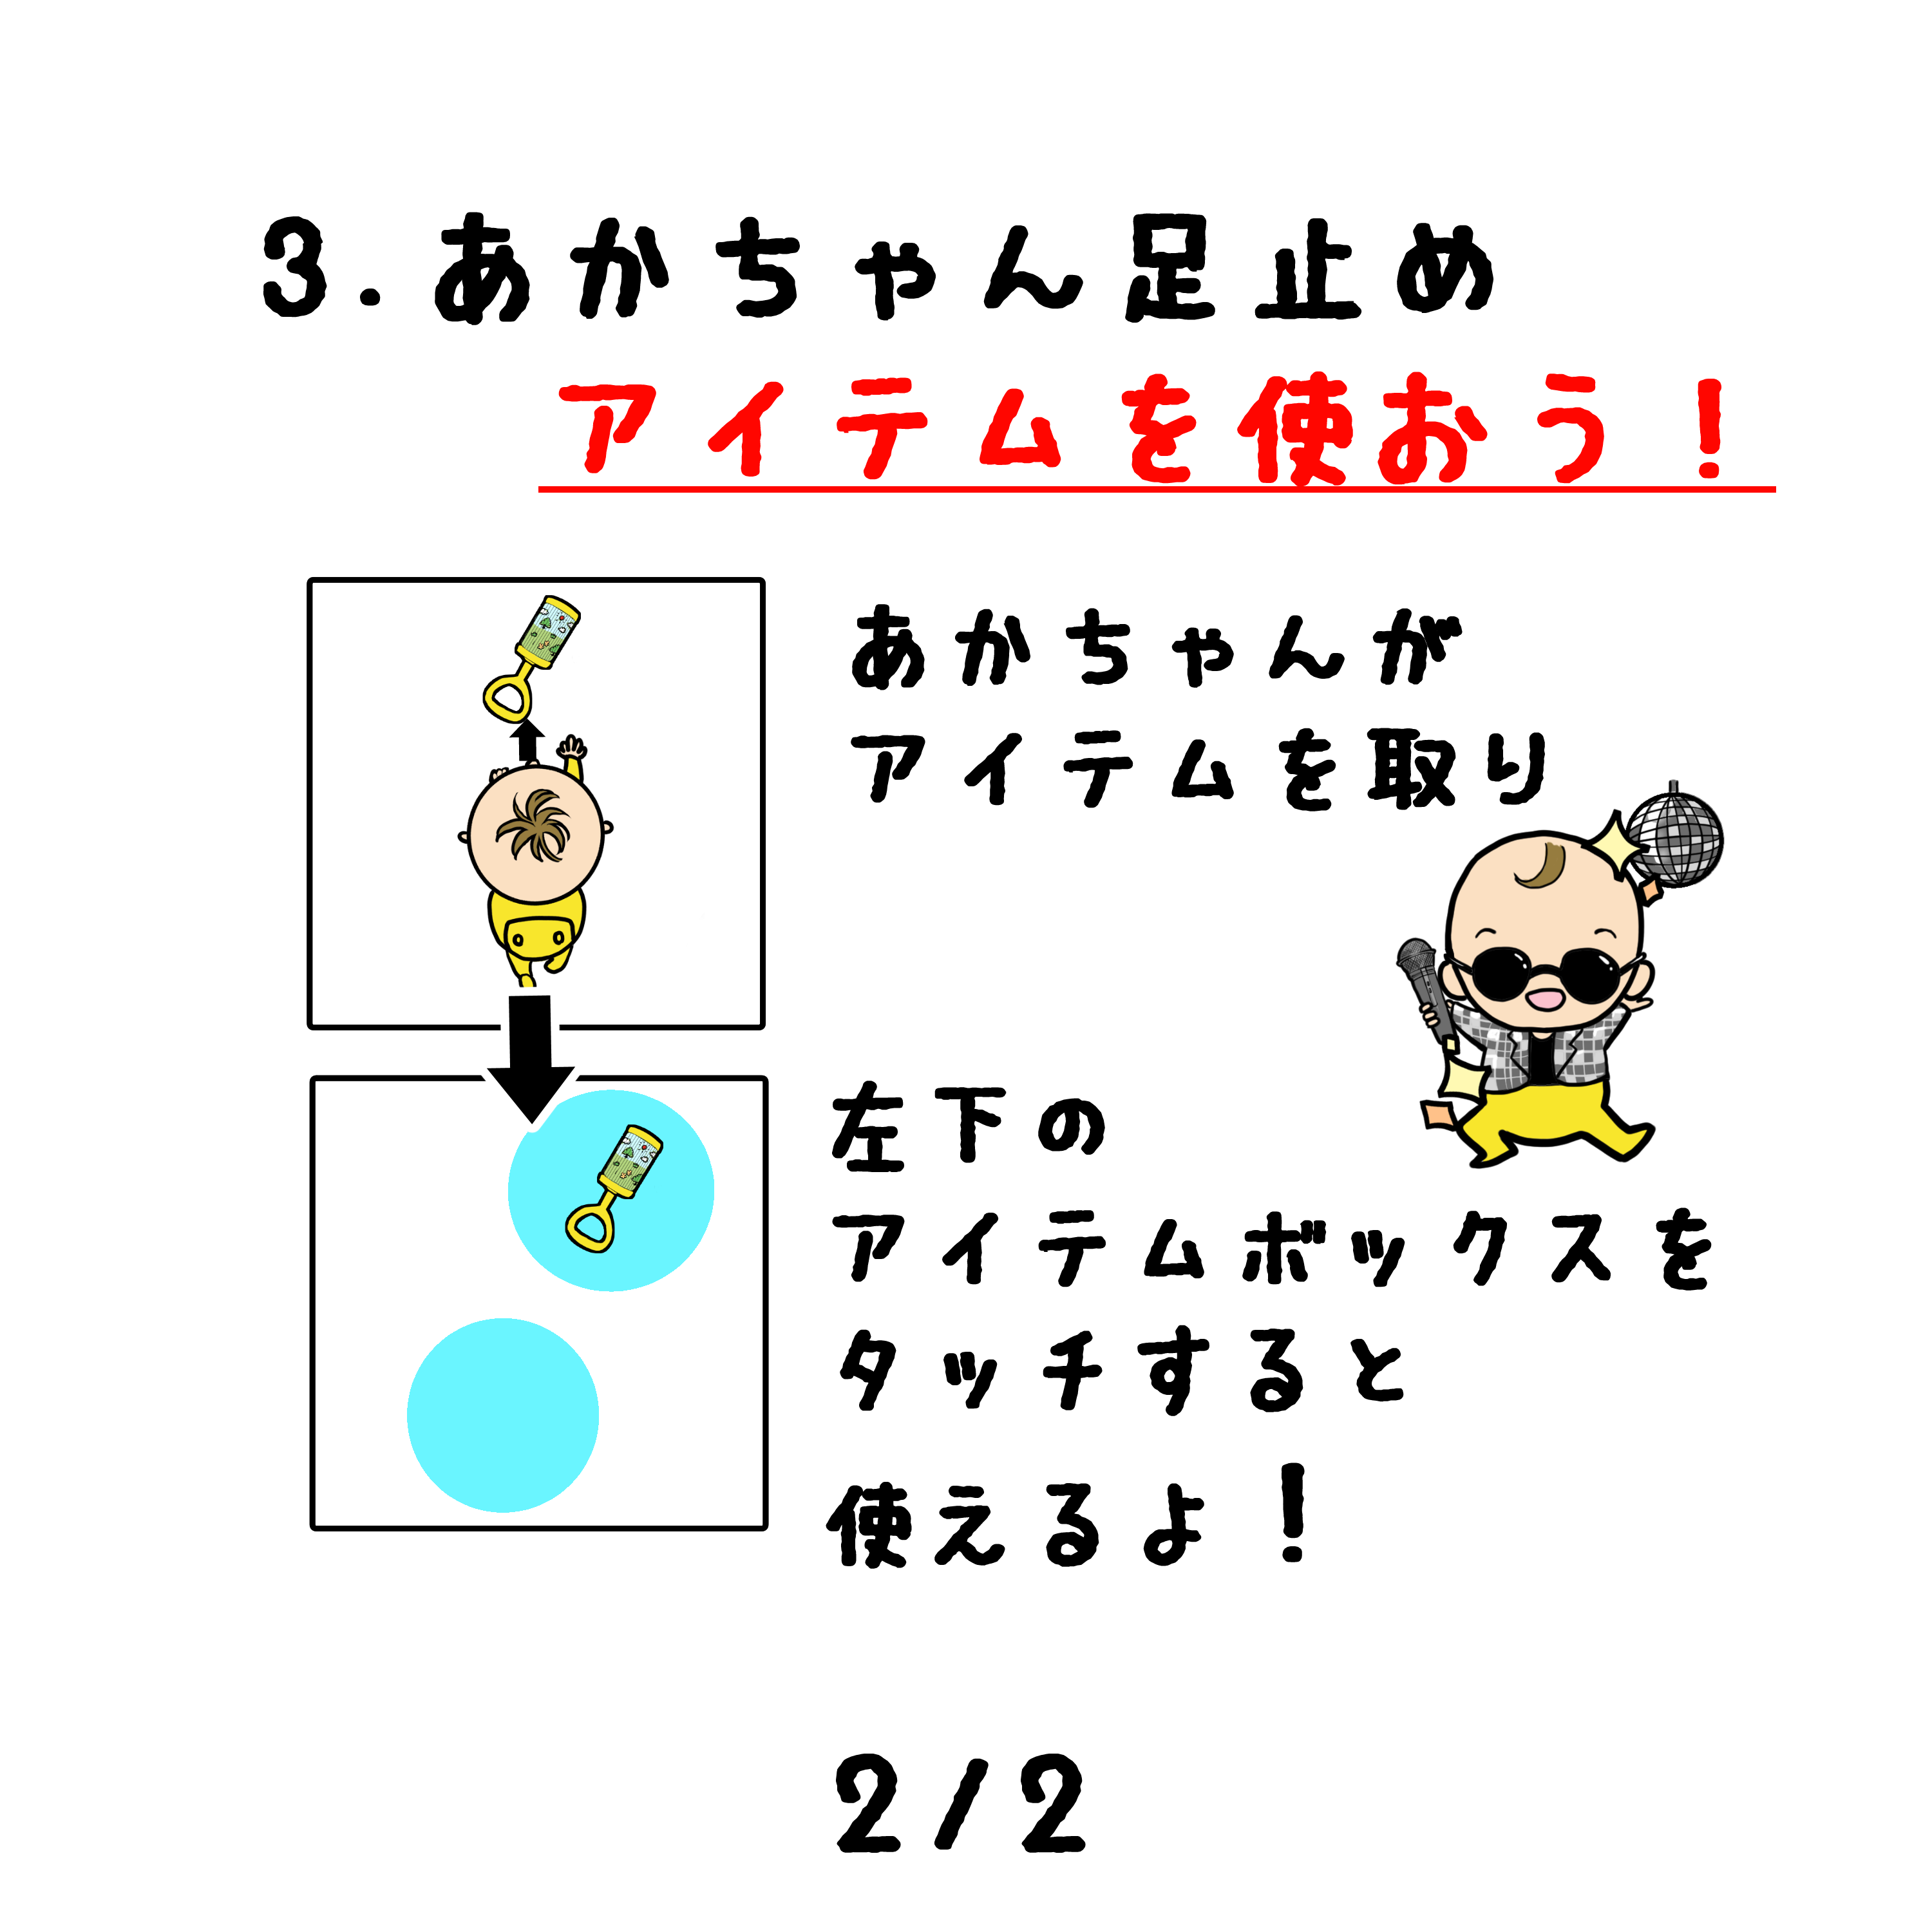 3.あかちゃん足止め
アイテムを使おう!
あかちゃんが
アイテムを取り
左下の
アイテムボックスを
タッチすると
使えるよ!
2/2